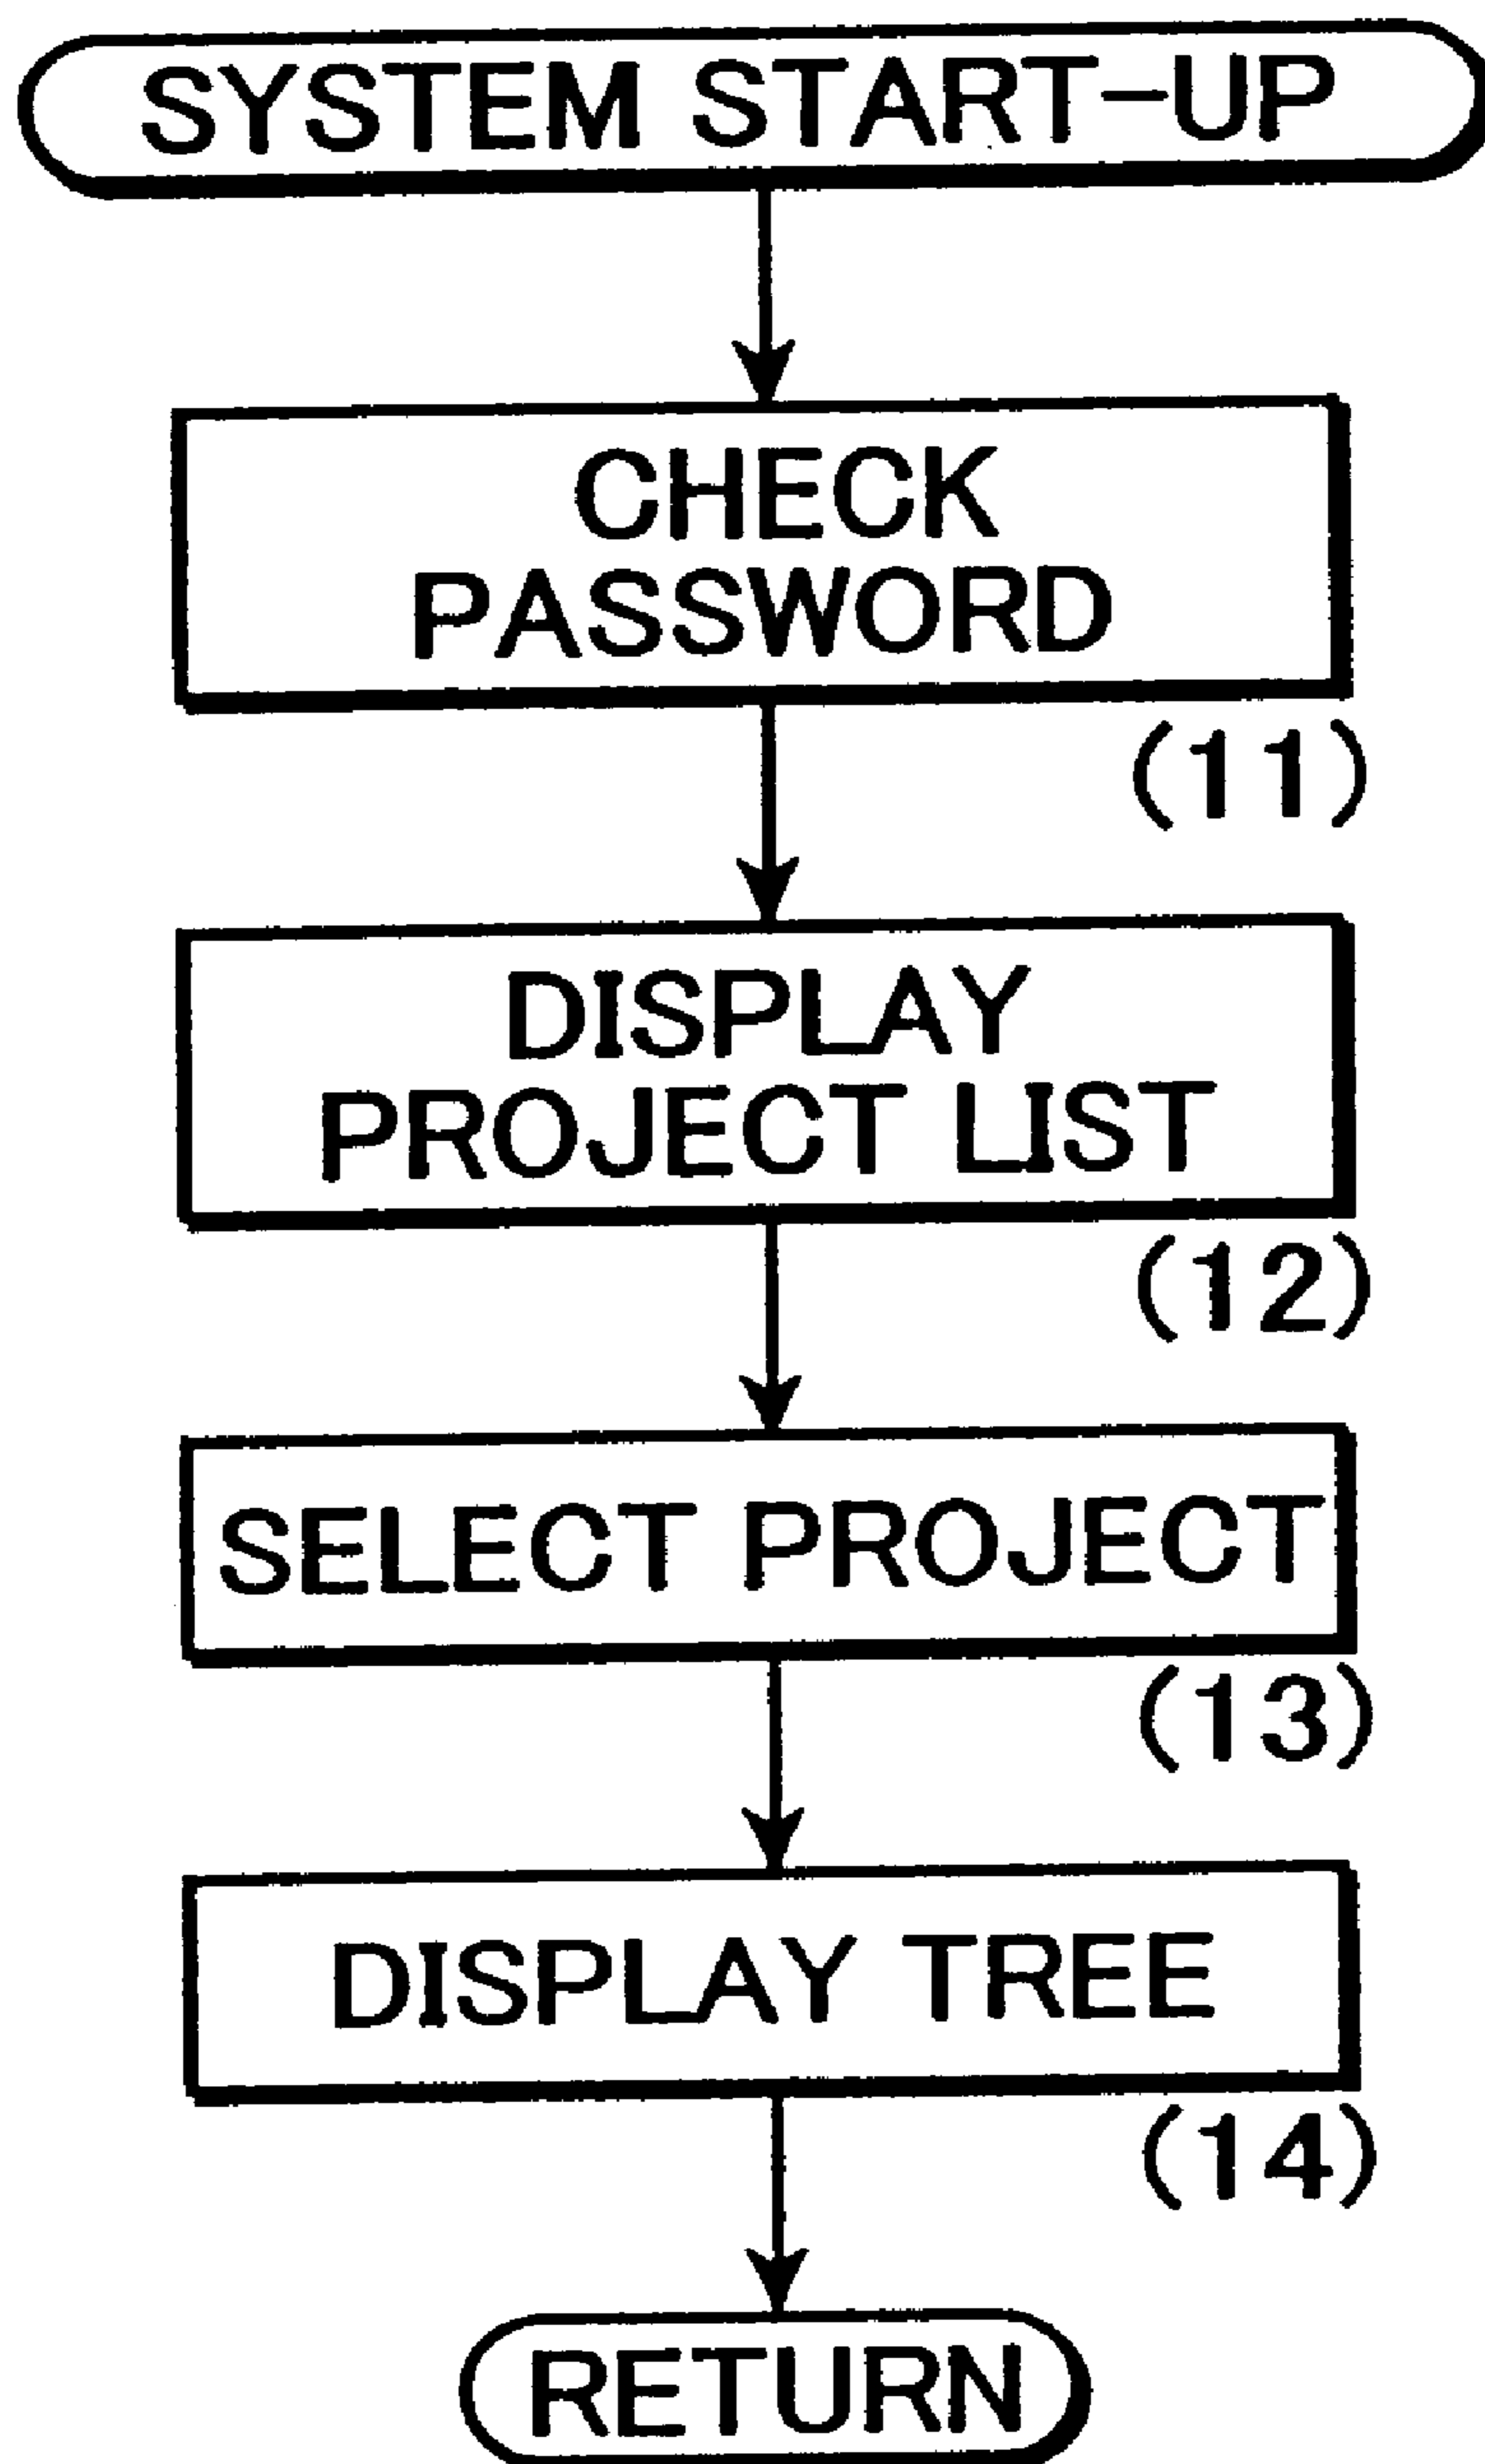 SYSTEM START-UP
CHECK
PASSWORD
(11)
DISPLAY
PROJECT LIST
(12)
SELECT PROJECT
(13)
DISPLAY TREE
(14)
RETURN